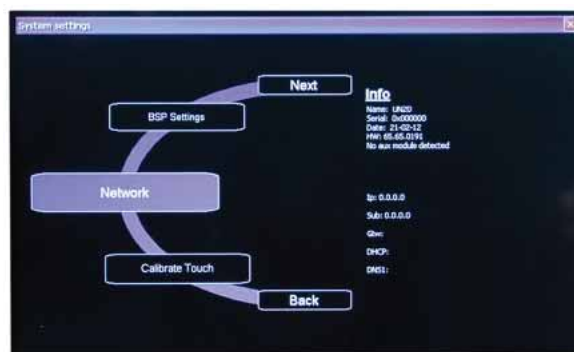 System settings
Next
BSP Settings
Network
Calibrate Touch
Back
Info
Name: UN20
Serial: 0x000000
Date: 21-02-12
HW: 65.65.0191
No aux module detected
Ip: 0.0.0.0
Sub: 0.0.0.0
Gtw:
DHCP:
DNS1: